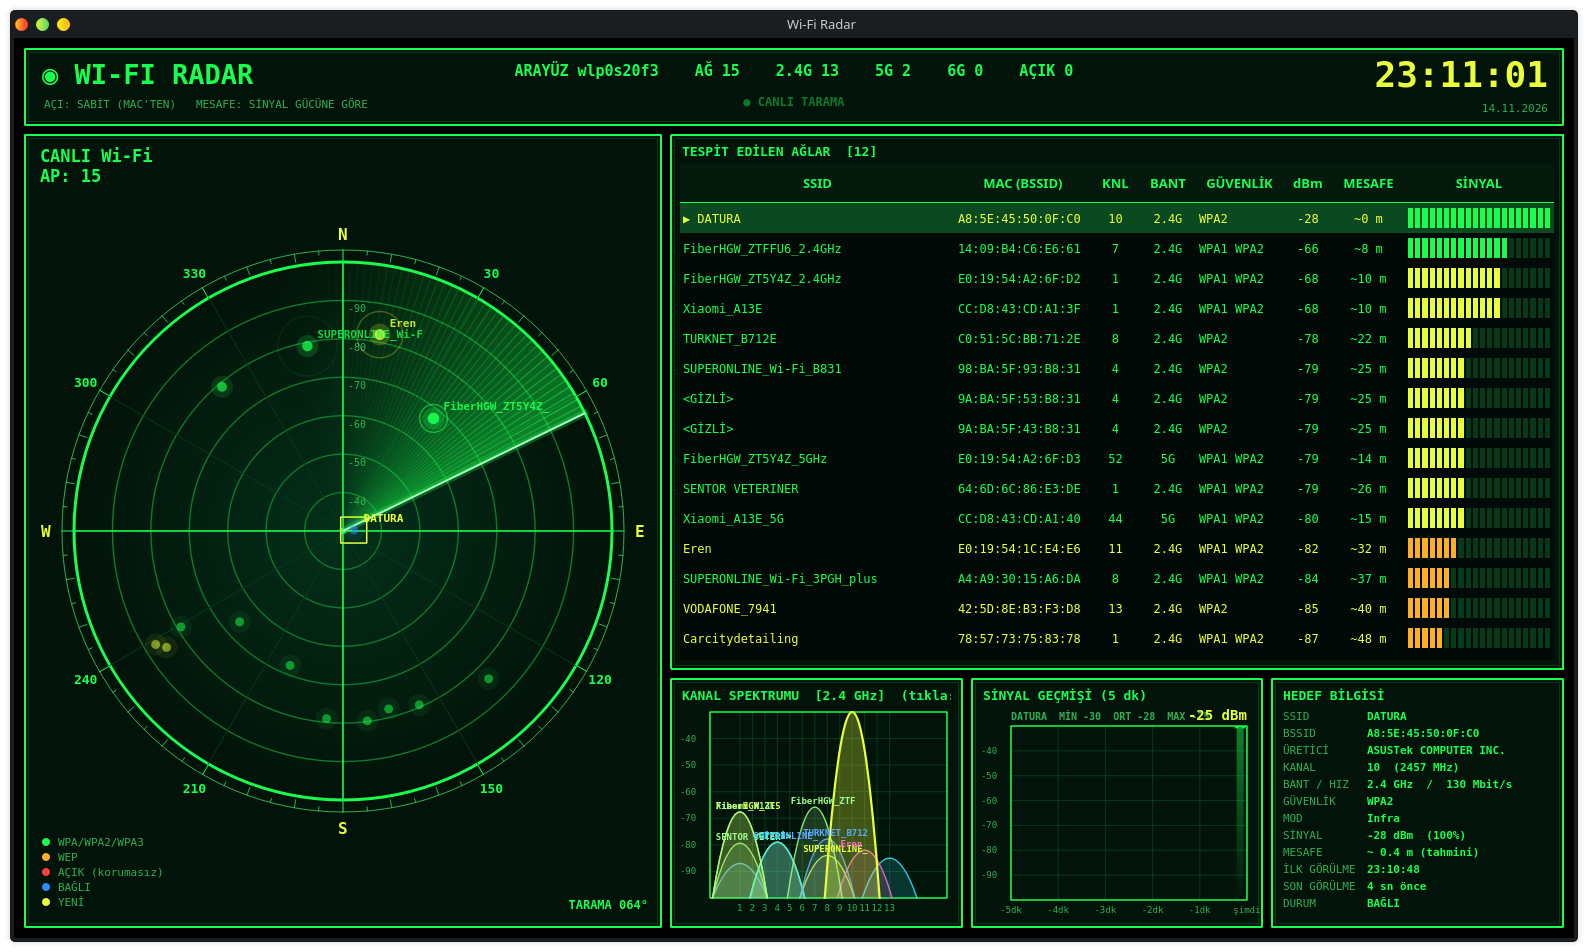 Wi-Fi Radar
◉ WI-FI RADAR
ARAYÜZ wlp0s20f3 AĞ 15 2.4G 13 5G 2 6G 0 AÇIK 0
23:11:01
AÇI: SABİT (MAC'TEN) MESAFE: SİNYAL GÜCÜNE GÖRE
● CANLI TARAMA
14.11.2026
CANLI Wi-Fi
AP: 15
N
330
30
-90
Eren
SUPERONLINE_Wi-F
-80
300
-70
60
FiberHGW_ZT5Y4Z_
-60
-50
-40
DATURA
W
E
240
120
210
150
S
WPA/WPA2/WPA3
WEP
AÇIK (korumasız)
BAĞLI
YENİ
TARAMA 064°
TESPİT EDİLEN AĞLAR [12]
SSID MAC (BSSID) KNL BANT GÜVENLİK dBm MESAFE SİNYAL
▶ DATURA A8:5E:45:50:0F:C0 10 2.4G WPA2 -28 ~0 m
FiberHGW_ZTFFU6_2.4GHz 14:09:B4:C6:E6:61 7 2.4G WPA1 WPA2 -66 ~8 m
FiberHGW_ZT5Y4Z_2.4GHz E0:19:54:A2:6F:D2 1 2.4G WPA1 WPA2 -68 ~10 m
Xiaomi_A13E CC:D8:43:CD:A1:3F 1 2.4G WPA1 WPA2 -68 ~10 m
TURKNET_B712E C0:51:5C:BB:71:2E 8 2.4G WPA2 -78 ~22 m
SUPERONLINE_Wi-Fi_B831 98:BA:5F:93:B8:31 4 2.4G WPA2 -79 ~25 m
<GİZLİ> 9A:BA:5F:53:B8:31 4 2.4G WPA2 -79 ~25 m
<GİZLİ> 9A:BA:5F:43:B8:31 4 2.4G WPA2 -79 ~25 m
FiberHGW_ZT5Y4Z_5GHz E0:19:54:A2:6F:D3 52 5G WPA1 WPA2 -79 ~14 m
SENTOR VETERINER 64:6D:6C:86:E3:DE 1 2.4G WPA1 WPA2 -79 ~26 m
Xiaomi_A13E_5G CC:D8:43:CD:A1:40 44 5G WPA1 WPA2 -80 ~15 m
Eren E0:19:54:1C:E4:E6 11 2.4G WPA1 WPA2 -82 ~32 m
SUPERONLINE_Wi-Fi_3PGH_plus A4:A9:30:15:A6:DA 8 2.4G WPA1 WPA2 -84 ~37 m
VODAFONE_7941 42:5D:8E:B3:F3:D8 13 2.4G WPA2 -85 ~40 m
Carcitydetailing 78:57:73:75:83:78 1 2.4G WPA1 WPA2 -87 ~48 m
KANAL SPEKTRUMU [2.4 GHz] (tıkla:
-40
-50
-60
FiberHGW_ZTF
-70
TURKNET_B712
SENTOR
-80
Eren
SUPERONLINE_
-90
1 2 3 4 5 6 7 8 9 10 11 12 13
SİNYAL GEÇMİŞİ (5 dk)
DATURA MİN -30 ORT -28 MAX
-25 dBm
-40
-50
-60
-70
-80
-90
-5dk -4dk -3dk -2dk -1dk şimdi
HEDEF BİLGİSİ
SSID DATURA
BSSID A8:5E:45:50:0F:C0
ÜRETİCİ ASUSTek COMPUTER INC.
KANAL 10 (2457 MHz)
BANT / HIZ 2.4 GHz / 130 Mbit/s
GÜVENLİK WPA2
MOD Infra
SİNYAL -28 dBm (100%)
MESAFE ~ 0.4 m (tahmini)
İLK GÖRÜLME 23:10:48
SON GÖRÜLME 4 sn önce
DURUM BAĞLI